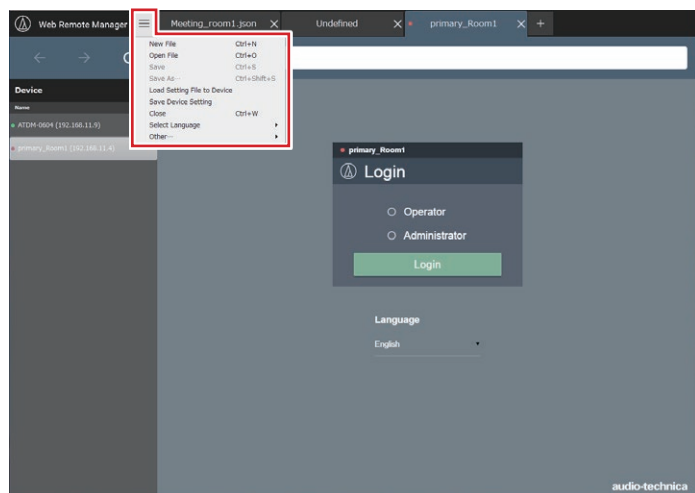 Web Remote Manager
Meeting_room1.json
Undefined
primary_Room1
New File Ctrl+N
Open File Ctrl+O
Save Ctrl+S
Save As… Ctrl+Shift+S
Load Setting File to Device
Save Device Setting
Close Ctrl+W
Select Language
Other…
Device
Name
ATDM-0604 (192.168.11.9)
primary_Room1 (192.168.11.4)
primary_Room1
Login
Operator
Administrator
Login
Language
English
audio-technica